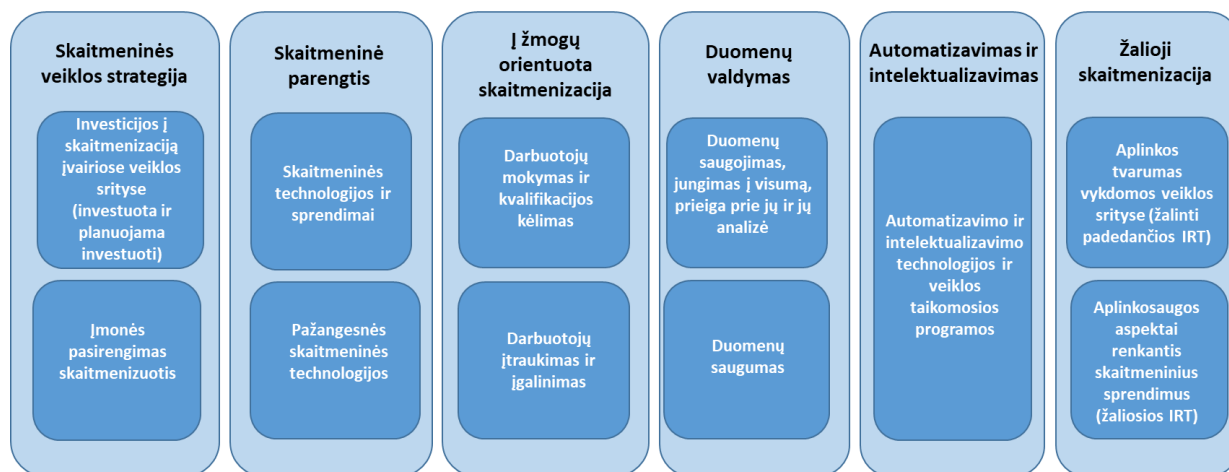 Skaitmeninės
veiklos strategija
Investicijos į
skaitmenizaciją
įvairiose veiklos
srityse
(investuota ir
planuojama
investuoti)
Įmonės
pasirengimas
skaitmenizuotis
Skaitmeninė
parengtis
Skaitmeninės
technologijos ir
sprendimai
Pažangesnės
skaitmeninės
technologijos
Į žmogų
orientuota
skaitmenizacija
Darbuotojų
mokymas ir
kvalifikacijos
kėlimas
Darbuotojų
įtraukimas ir
įgalinimas
Duomenų
valdymas
Duomenų
saugojimas,
jungimas į visumą,
prieiga prie jų ir jų
analizė
Duomenų
saugumas
Automatizavimas ir
intelektualizavimas
Automatizavimo ir
intelektualizavimo
technologijos ir
veiklos
taikomosios
programos
Žalioji
skaitmenizacija
Aplinkos
tvarumas
vykdomos veiklos
srityse (žalinti
padedančios IRT)
Aplinkosaugos
aspektai
renkantis
skaitmeninius
sprendimus
(žaliosios IRT)